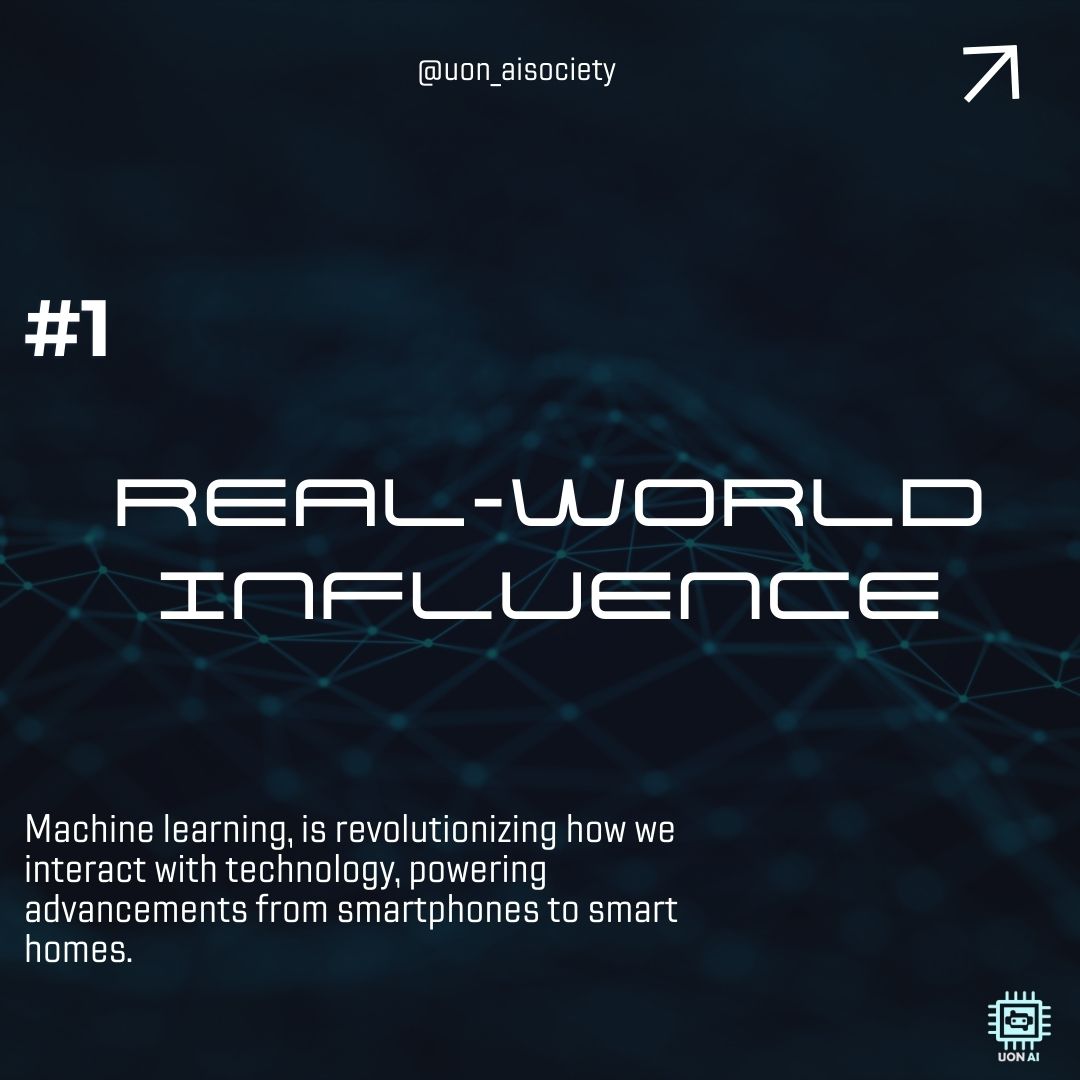 @uon_aisociety
#1
REAL-WORLD
INFLUENCE
Machine learning, is revolutionizing how we
interact with technology, powering
advancements from smartphones to smart
homes.
UON AI